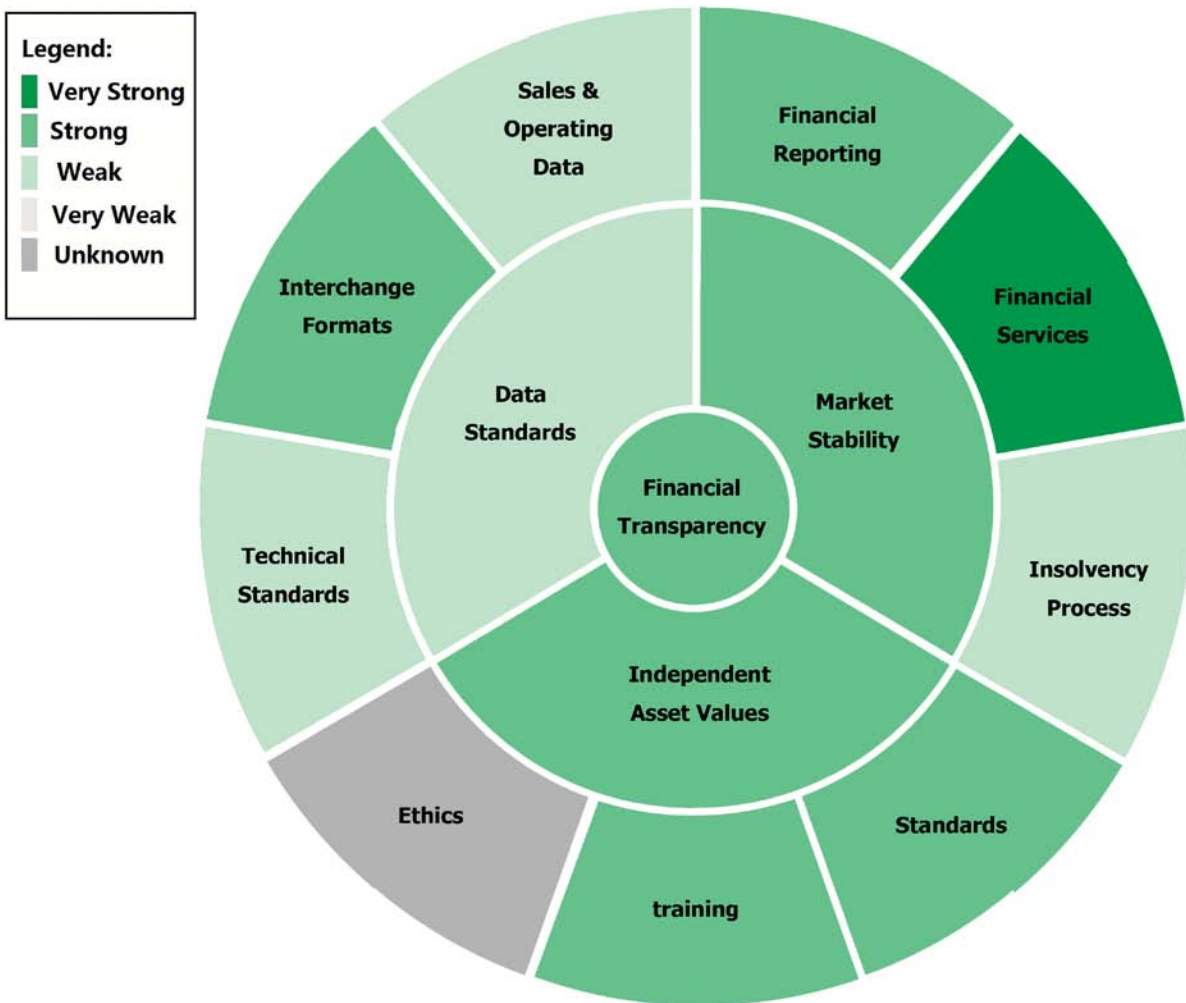 Legend:
Very Strong
Strong
Weak
Very Weak
Unknown
Sales &
Operating
Data
Financial
Reporting
Interchange
Formats
Financial
Services
Data
Standards
Market
Stability
Financial
Transparency
Technical
Standards
Insolvency
Process
Independent
Asset Values
Ethics
Standards
training